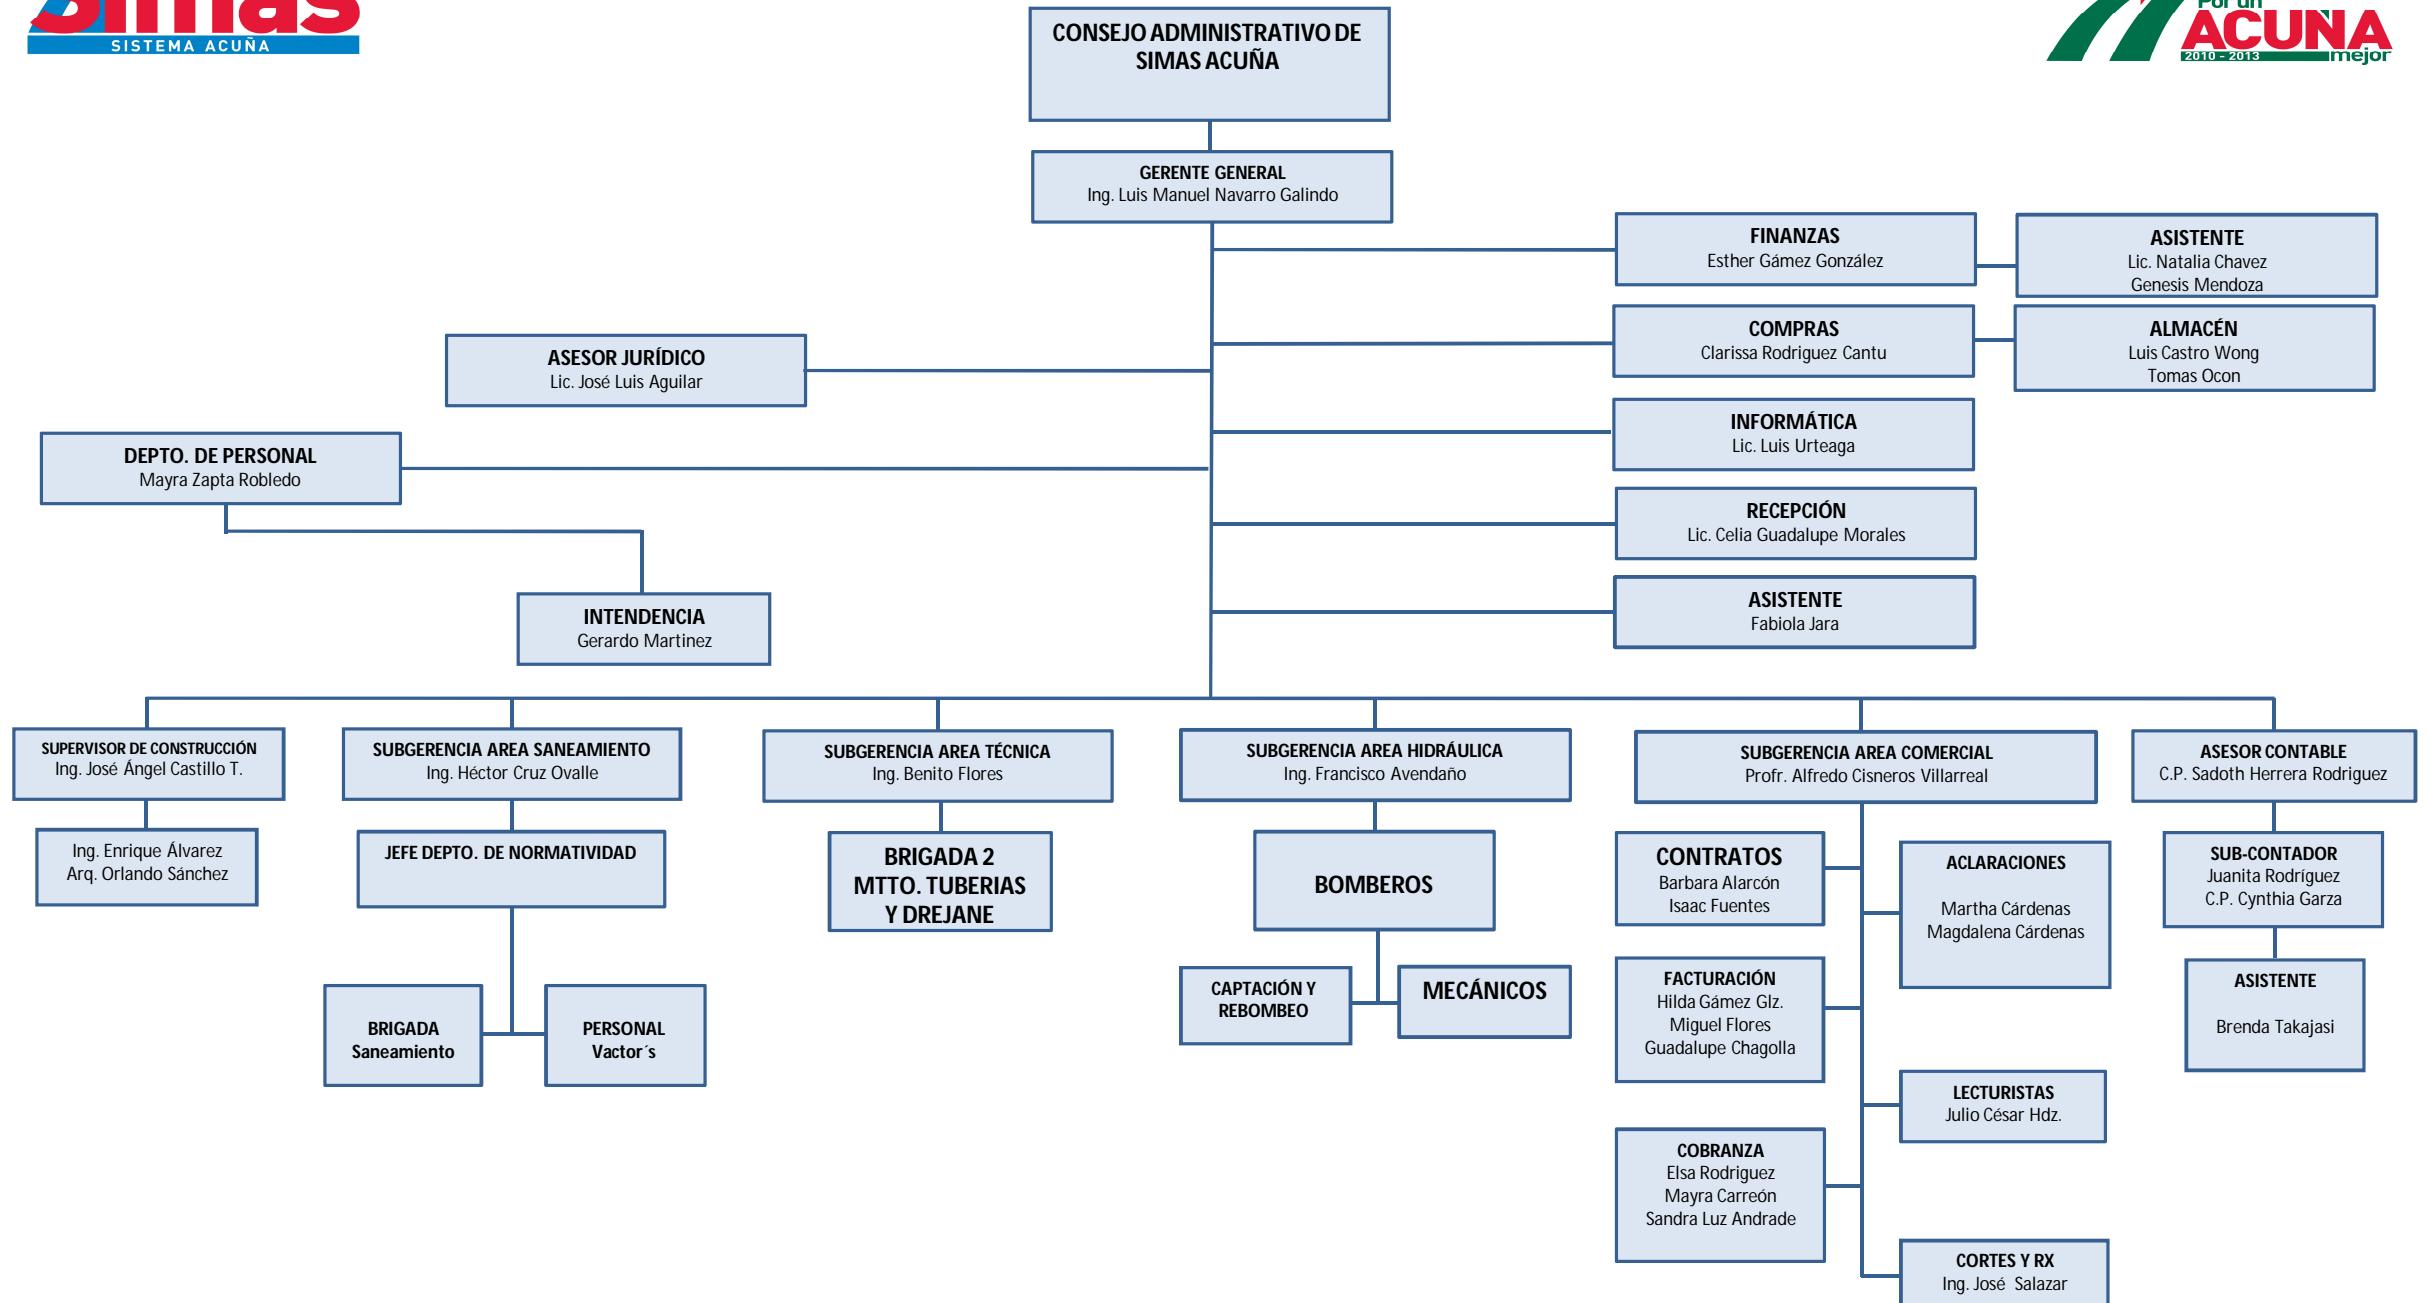 Simas
SISTEMA ACUÑA
Por un
ACUÑA
2010 - 2013
mejor
CONSEJO ADMINISTRATIVO DE
SIMAS ACUÑA
GERENTE GENERAL
Ing. Luis Manuel Navarro Galindo
FINANZAS
Esther Gámez González
ASISTENTE
Lic. Natalia Chavez
Genesis Mendoza
COMPRAS
Clarissa Rodriguez Cantu
ALMACÉN
Luis Castro Wong
Tomas Ocon
ASESOR JURÍDICO
Lic. José Luis Aguilar
INFORMÁTICA
Lic. Luis Urteaga
DEPTO. DE PERSONAL
Mayra Zapta Robledo
RECEPCIÓN
Lic. Celia Guadalupe Morales
INTENDENCIA
Gerardo Martinez
ASISTENTE
Fabiola Jara
SUPERVISOR DE CONSTRUCCIÓN
Ing. José Ángel Castillo T.
SUBGERENCIA AREA SANEAMIENTO
Ing. Héctor Cruz Ovalle
SUBGERENCIA AREA TÉCNICA
Ing. Benito Flores
SUBGERENCIA AREA HIDRÁULICA
Ing. Francisco Avendaño
SUBGERENCIA AREA COMERCIAL
Profr. Alfredo Cisneros Villarreal
ASESOR CONTABLE
C.P. Sadoth Herrera Rodriguez
Ing. Enrique Álvarez
Arq. Orlando Sánchez
JEFE DEPTO. DE NORMATIVIDAD
BRIGADA 2
MTTO. TUBERIAS
Y DREJANE
BOMBEROS
CONTRATOS
Barbara Alarcón
Isaac Fuentes
ACLARACIONES
Martha Cárdenas
Magdalena Cárdenas
SUB-CONTADOR
Juanita Rodríguez
C.P. Cynthia Garza
BRIGADA
Saneamiento
PERSONAL
Vactor´s
CAPTACIÓN Y
REBOMBEO
MECÁNICOS
FACTURACIÓN
Hilda Gámez Glz.
Miguel Flores
Guadalupe Chagolla
ASISTENTE
Brenda Takajasi
LECTURISTAS
Julio César Hdz.
COBRANZA
Elsa Rodriguez
Mayra Carreón
Sandra Luz Andrade
CORTES Y RX
Ing. José  Salazar